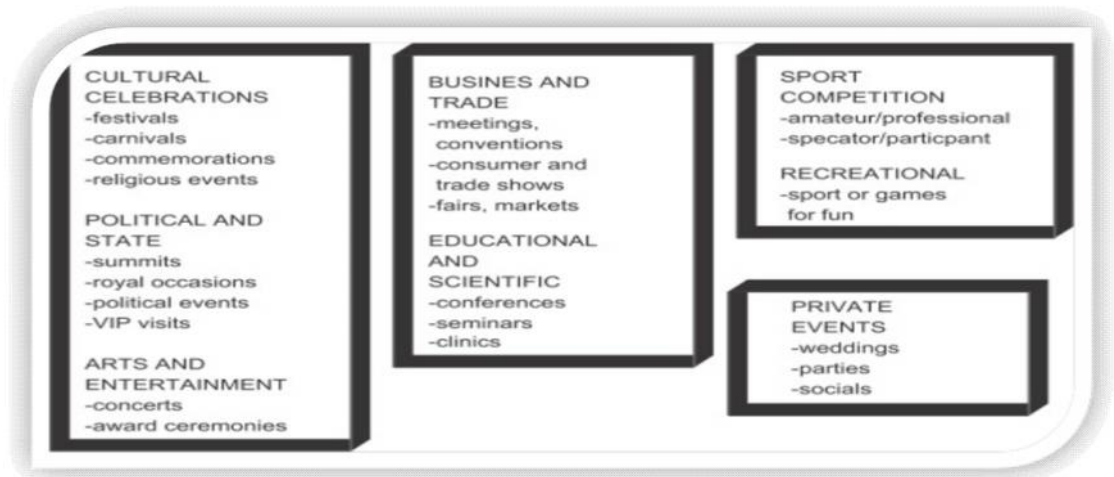 CULTURAL
CELEBRATIONS
-festivals
-carnivals
-commemorations
-religious events
POLITICAL AND
STATE
-summits
-royal occasions
-political events
-VIP visits
ARTS AND
ENTERTAINMENT
-concerts
-award ceremonies
BUSINES AND
TRADE
-meetings,
conventions
-consumer and
trade shows
-fairs, markets
EDUCATIONAL
AND
SCIENTIFIC
-conferences
-seminars
-clinics
SPORT
COMPETITION
-amateur/professional
-specator/particpant
RECREATIONAL
-sport or games
for fun
PRIVATE
EVENTS
-weddings
-parties
-socials